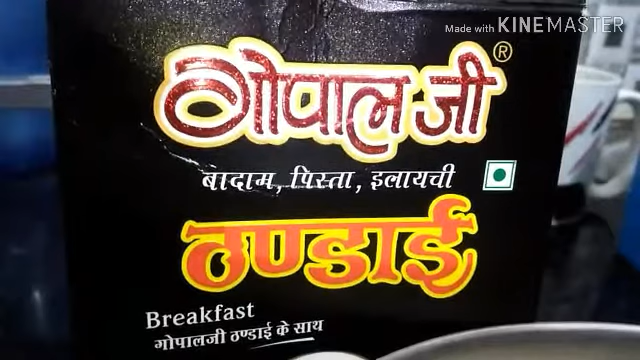 Made with KINEMASTER
गोपाल जी ®
बादाम, पिस्ता, इलायची
ठण्डाई
Breakfast
गोपालजी ठण्डाई के साथ